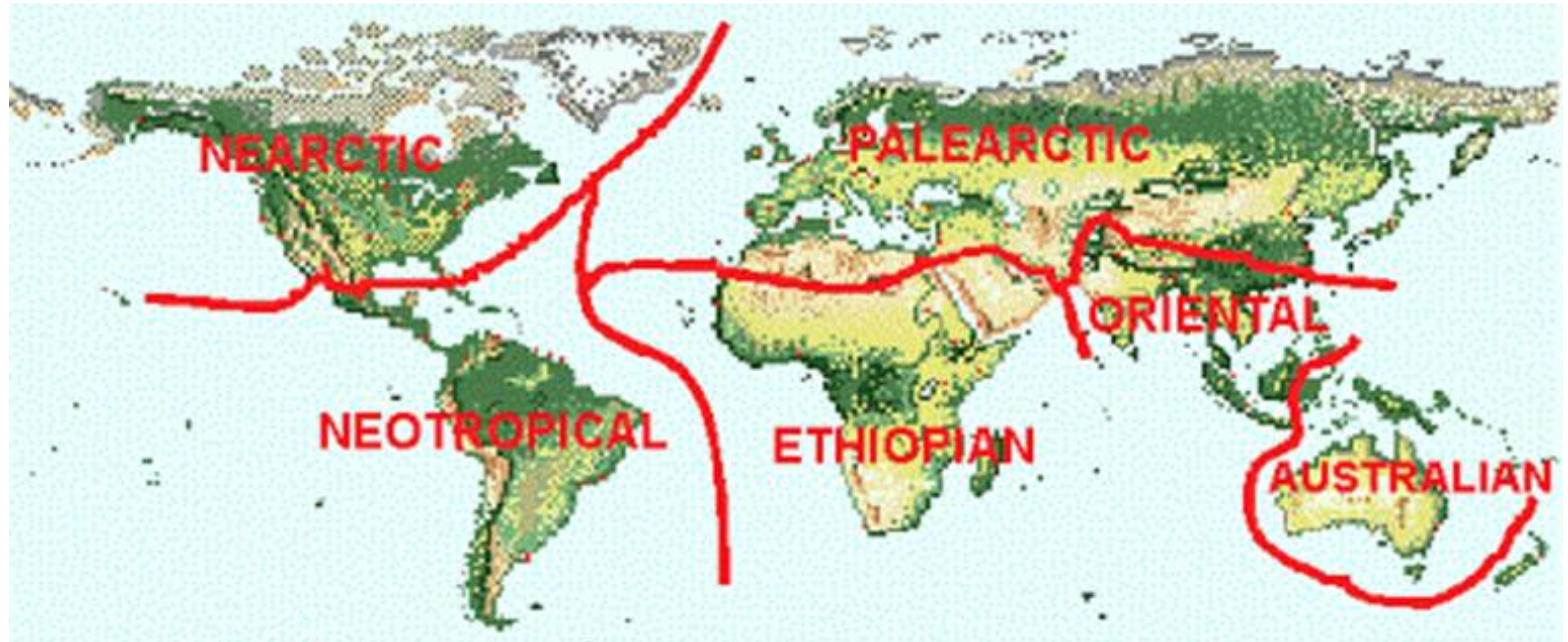 NEARCTIC
PALEARCTIC
ORIENTAL
NEOTROPICAL
ETHIOPIAN
AUSTRALIAN